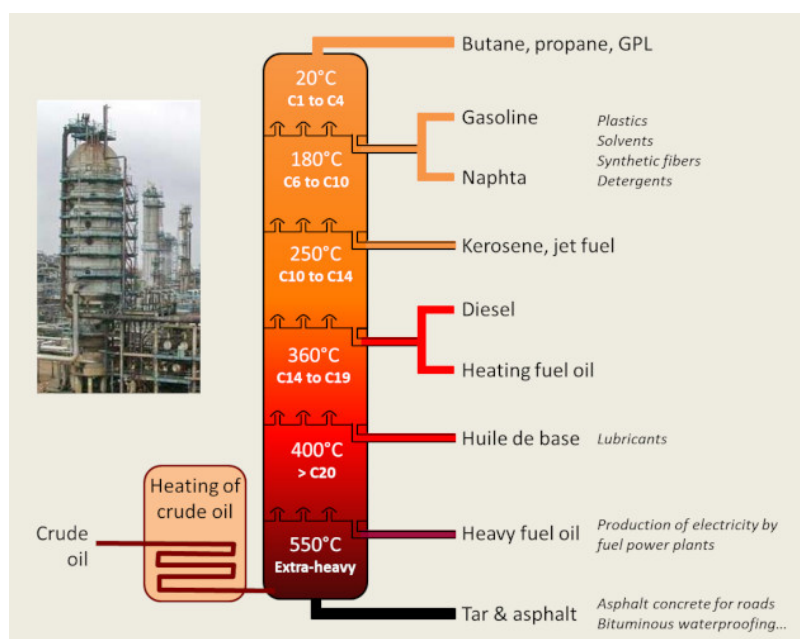 Butane, propane, GPL
20°C
C1 to C4
Gasoline
Plastics
Solvents
Synthetic fibers
Detergents
180°C
C6 to C10
Naphta
250°C
C10 to C14
Kerosene, jet fuel
Diesel
360°C
C14 to C19
Heating fuel oil
400°C
> C20
Huile de base
Lubricants
Heating of
crude oil
Crude
oil
550°C
Extra-heavy
Heavy fuel oil
Production of electricity by
fuel power plants
Tar & asphalt
Asphalt concrete for roads
Bituminous waterproofing...